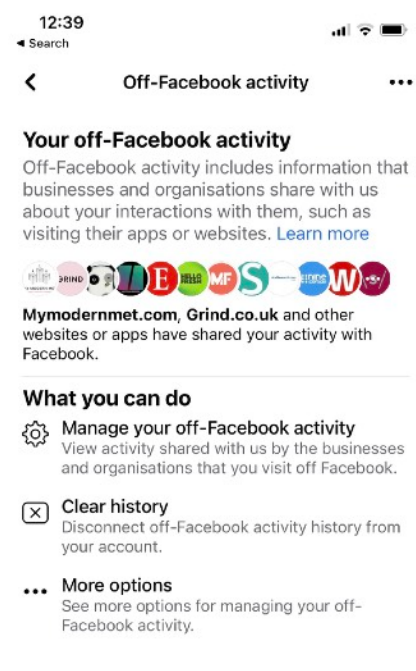 12:39
Search
Off-Facebook activity
Your off-Facebook activity
Off-Facebook activity includes information that
businesses and organisations share with us
about your interactions with them, such as
visiting their apps or websites. Learn more
GRIND
E
HELLO
FRESH
MF
S
W
Mymodernmet.com, Grind.co.uk and other
websites or apps have shared your activity with
Facebook.
What you can do
Manage your off-Facebook activity
View activity shared with us by the businesses
and organisations that you visit off Facebook.
Clear history
Disconnect off-Facebook activity history from
your account.
More options
See more options for managing your off-
Facebook activity.